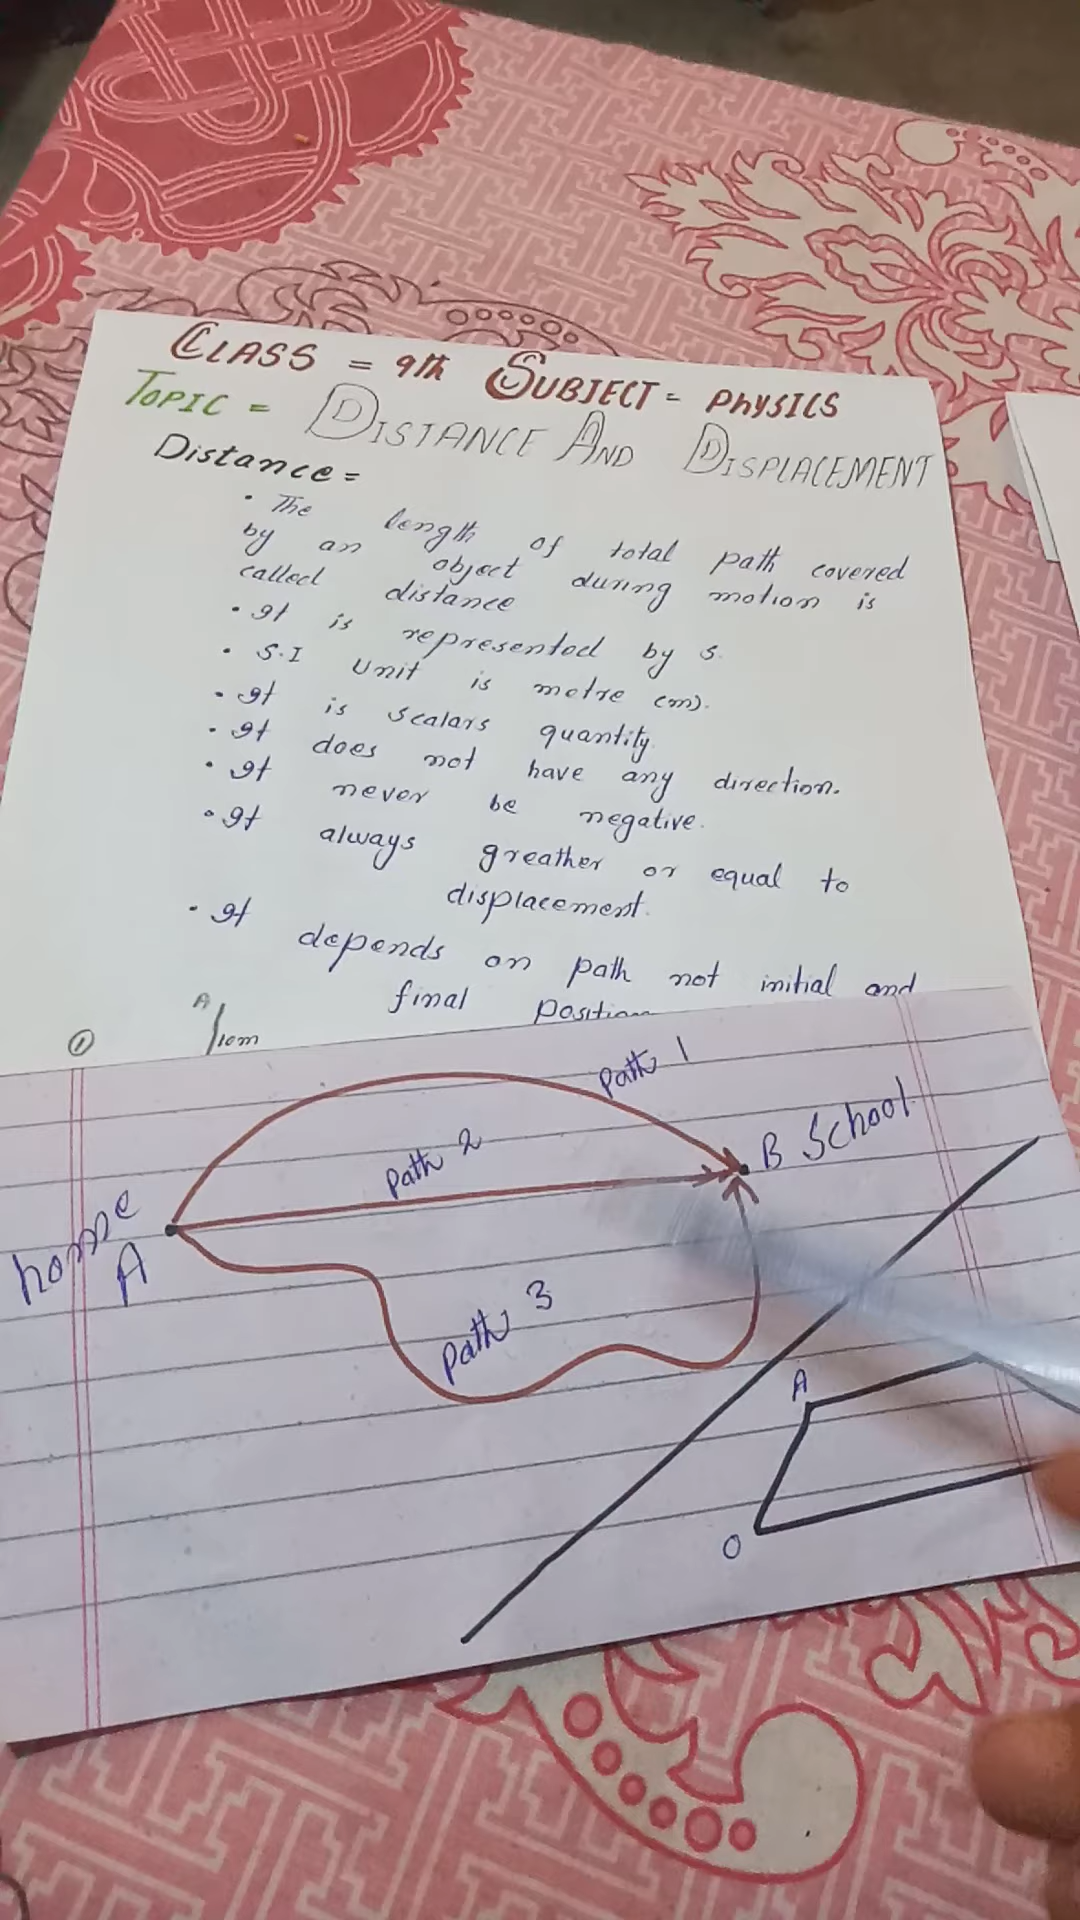 CLASS = 9th SUBJECT = PHYSICS
TOPIC = DISTANCE AND DISPLACEMENT
Distance =
• The length of total path covered
by an object during motion is
called distance
• It is represented by s.
• S.I Unit is metre (m).
• It is scalars quantity.
• It does not have any direction.
• It never be negative.
• It always greather or equal to
displacement.
• It depends on path not initial and
final position
① A
10m
Path 1
Path 2
B School
home
A
Path 3
A
O